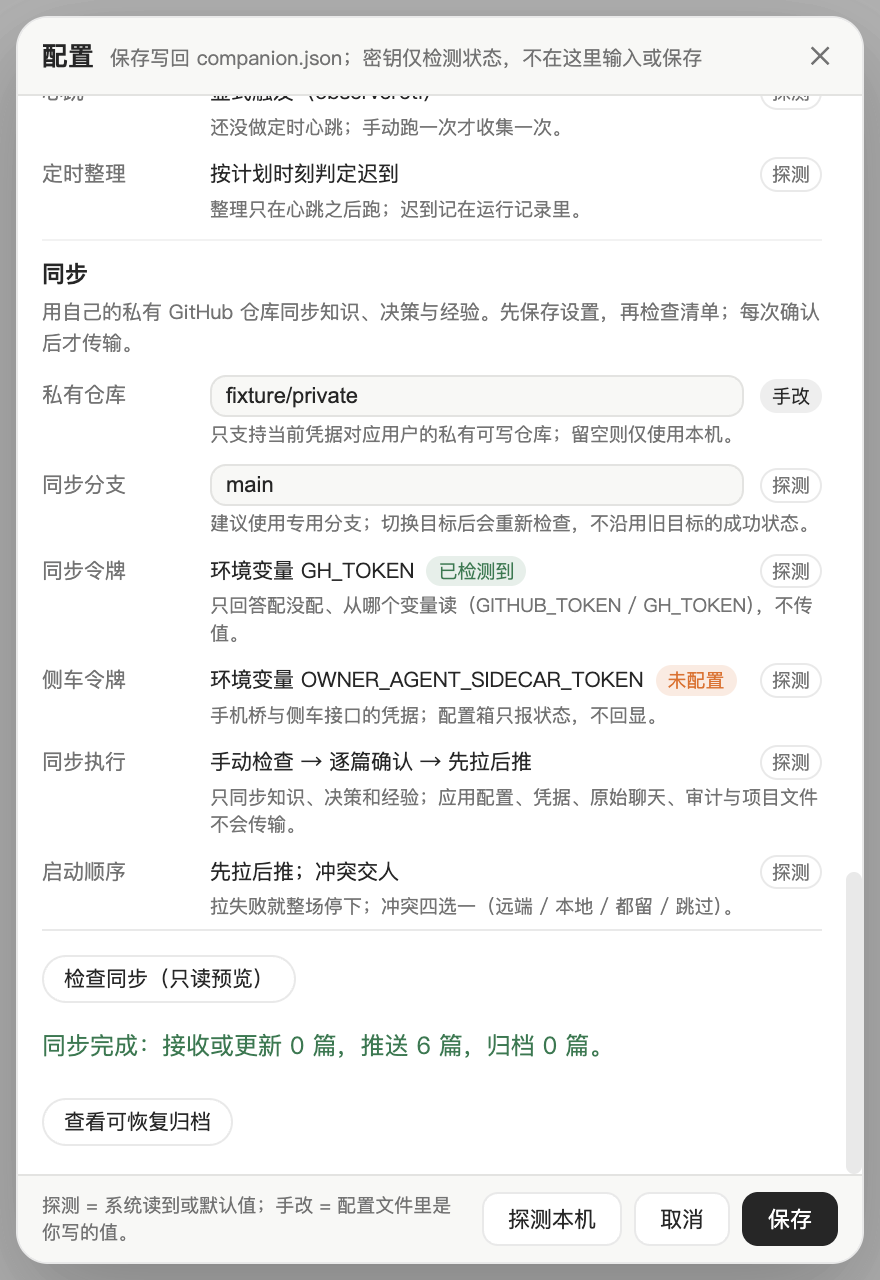 配置 保存写回 companion.json；密钥仅检测状态，不在这里输入或保存
还没做定时心跳；手动跑一次才收集一次。
定时整理 按计划时刻判定迟到 探测
整理只在心跳之后跑；迟到记在运行记录里。
同步
用自己的私有 GitHub 仓库同步知识、决策与经验。先保存设置，再检查清单；每次确认
后才传输。
私有仓库 fixture/private 手改
只支持当前凭据对应用户的私有可写仓库；留空则仅使用本机。
同步分支 main 探测
建议使用专用分支；切换目标后会重新检查，不沿用旧目标的成功状态。
同步令牌 环境变量 GH_TOKEN 已检测到 探测
只回答配没配、从哪个变量读（GITHUB_TOKEN / GH_TOKEN），不传
值。
侧车令牌 环境变量 OWNER_AGENT_SIDECAR_TOKEN 未配置 探测
手机桥与侧车接口的凭据；配置箱只报状态，不回显。
同步执行 手动检查 → 逐篇确认 → 先拉后推 探测
只同步知识、决策和经验；应用配置、凭据、原始聊天、审计与项目文件
不会传输。
启动顺序 先拉后推；冲突交人 探测
拉失败就整场停下；冲突四选一（远端 / 本地 / 都留 / 跳过）。
检查同步（只读预览）
同步完成：接收或更新 0 篇，推送 6 篇，归档 0 篇。
查看可恢复归档
探测 = 系统读到或默认值；手改 = 配置文件里是
你写的值。
探测本机 取消 保存